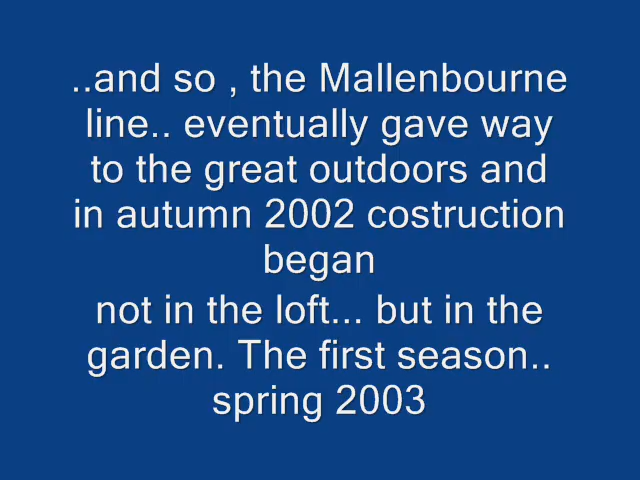 ..and so , the Mallenbourne
line.. eventually gave way
to the great outdoors and
in autumn 2002 costruction
began
not in the loft... but in the
garden. The first season..
spring 2003